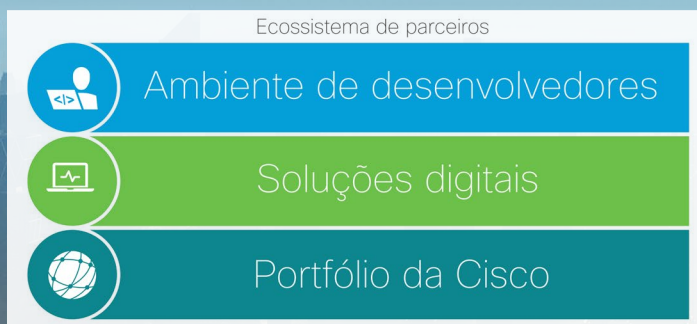 Ecossistema de parceiros
</>
Ambiente de desenvolvedores
Soluções digitais
Portfólio da Cisco